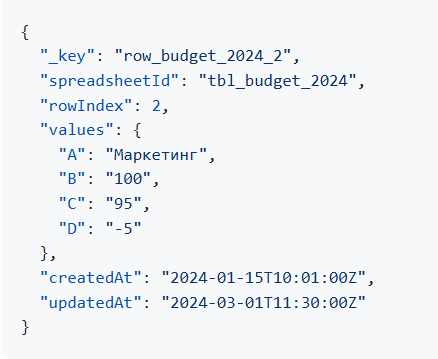 {
  "_key": "row_budget_2024_2",
  "spreadsheetId": "tbl_budget_2024",
  "rowIndex": 2,
  "values": {
    "A": "Маркетинг",
    "B": "100",
    "C": "95",
    "D": "-5"
  },
  "createdAt": "2024-01-15T10:01:00Z",
  "updatedAt": "2024-03-01T11:30:00Z"
}